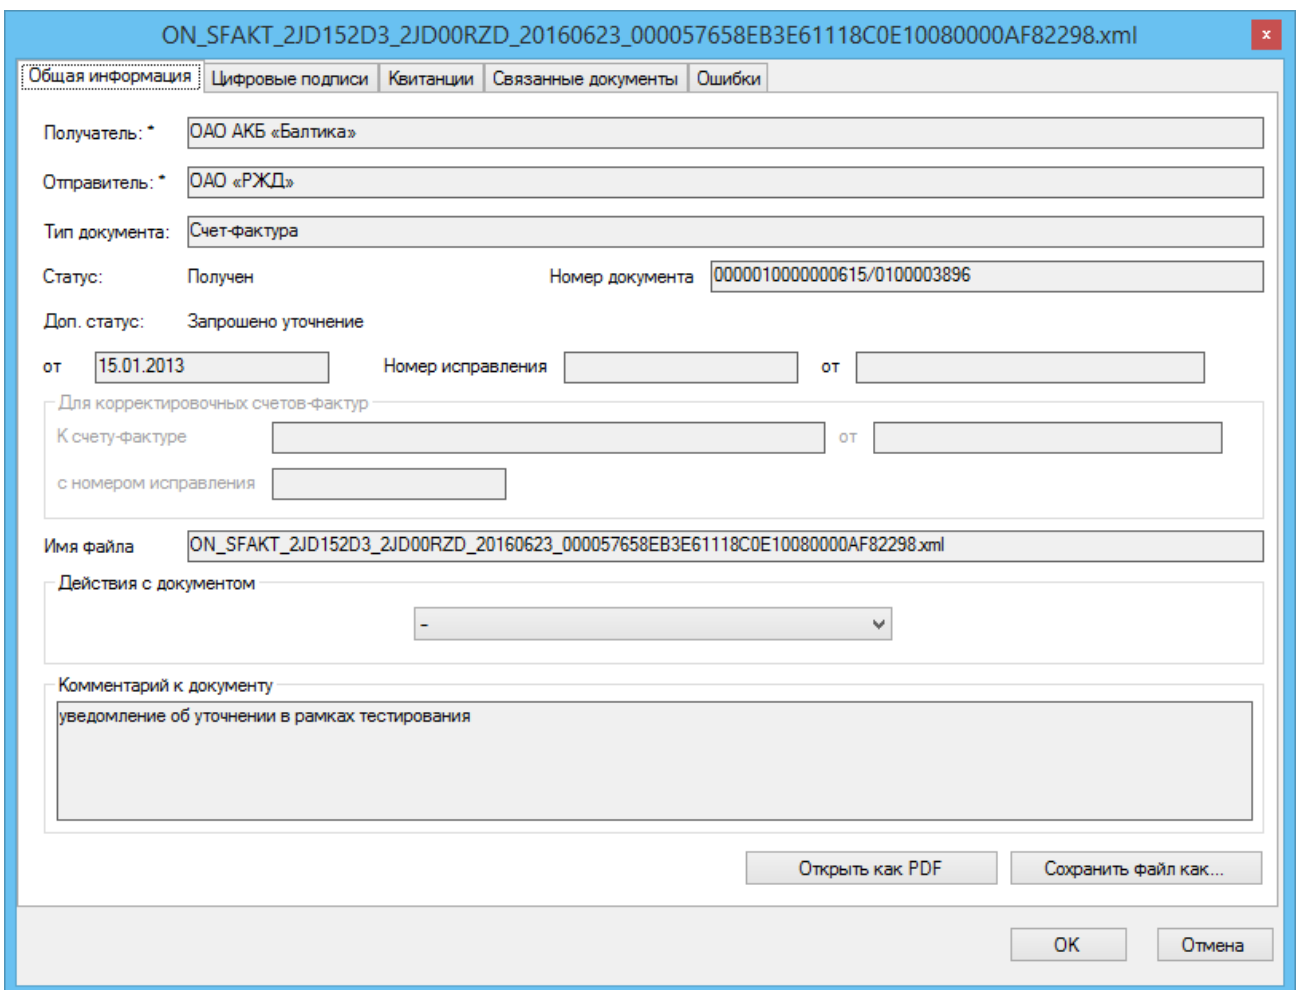 ON_SFAKT_2JD152D3_2JD00RZD_20160623_000057658EB3E61118C0E10080000AF82298.xml
x
Общая информация Цифровые подписи Квитанции Связанные документы Ошибки
Получатель: * ОАО АКБ «Балтика»
Отправитель: * ОАО «РЖД»
Тип документа: Счет-фактура
Статус: Получен Номер документа 0000010000000615/0100003896
Доп. статус: Запрошено уточнение
от 15.01.2013 Номер исправления от
Для корректировочных счетов-фактур
К счету-фактуре от
с номером исправления
Имя файла ON_SFAKT_2JD152D3_2JD00RZD_20160623_000057658EB3E61118C0E10080000AF82298.xml
Действия с документом
-
Комментарий к документу
уведомление об уточнении в рамках тестирования
Открыть как PDF Сохранить файл как...
OK Отмена